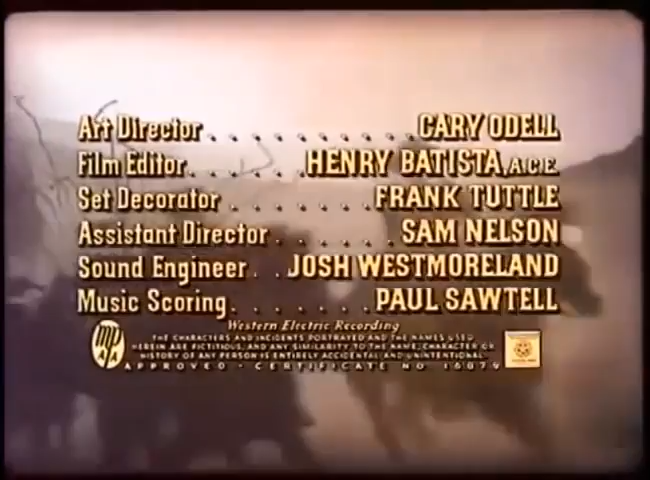 Art Director . . . . . . . . . . CARY ODELL
Film Editor. . . . . . . HENRY BATISTA, A.C.E.
Set Decorator . . . . . . . FRANK TUTTLE
Assistant Director . . . . . . SAM NELSON
Sound Engineer . . JOSH WESTMORELAND
Music Scoring. . . . . . . PAUL SAWTELL
Western Electric Recording
THE CHARACTERS AND INCIDENTS PORTRAYED AND THE NAMES USED
HEREIN ARE FICTITIOUS, AND ANY SIMILARITY TO THE NAME, CHARACTER OR
HISTORY OF ANY PERSON IS ENTIRELY ACCIDENTAL AND UNINTENTIONAL
APPROVED - CERTIFICATE NO 16079